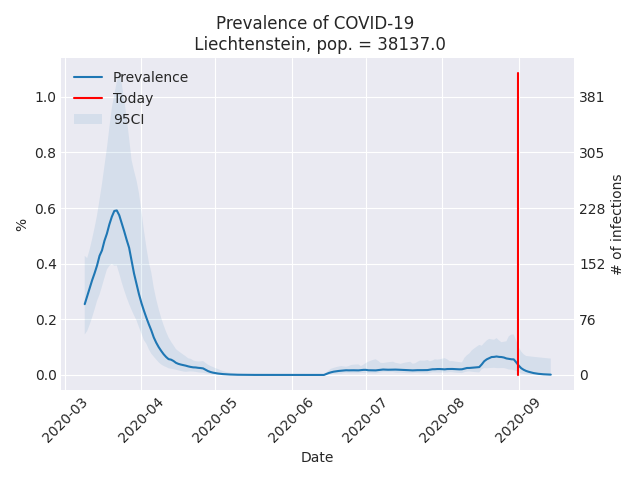 Prevalence of COVID-19
Liechtenstein, pop. = 38137.0
Prevalence
Today
95CI
1.0
0.8
0.6
0.4
0.2
0.0
%
381
305
228
152
76
0
# of infections
2020-03
2020-04
2020-05
2020-06
2020-07
2020-08
2020-09
Date